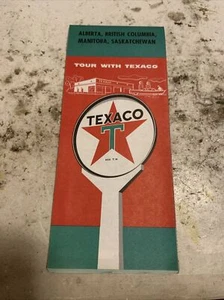 ALBERTA, BRITISH COLUMBIA,
MANITOBA, SASKATCHEWAN
TOUR WITH TEXACO
TEXACO
T